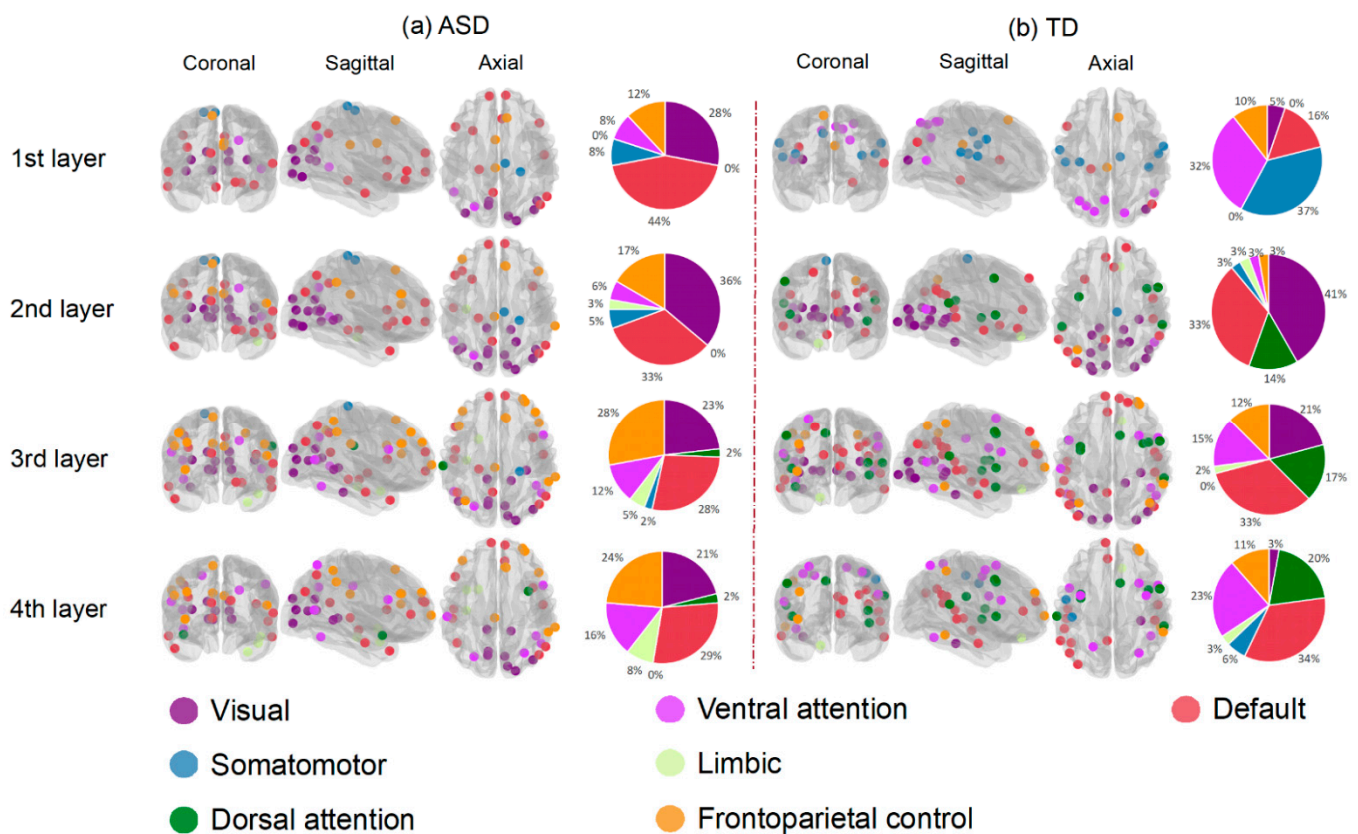 (a) ASD
(b) TD
Coronal Sagittal Axial
Coronal Sagittal Axial
1st layer
12% 28% 0% 44% 8% 0% 8%
10% 5% 0% 16% 37% 0% 32%
2nd layer
17% 36% 0% 33% 5% 3% 6%
3% 3% 3% 3% 41% 14% 33%
3rd layer
28% 23% 2% 28% 2% 5% 12%
12% 21% 17% 33% 0% 2% 15%
4th layer
24% 21% 2% 29% 0% 8% 16%
11% 3% 20% 34% 6% 3% 23%
Visual
Ventral attention
Default
Somatomotor
Limbic
Dorsal attention
Frontoparietal control